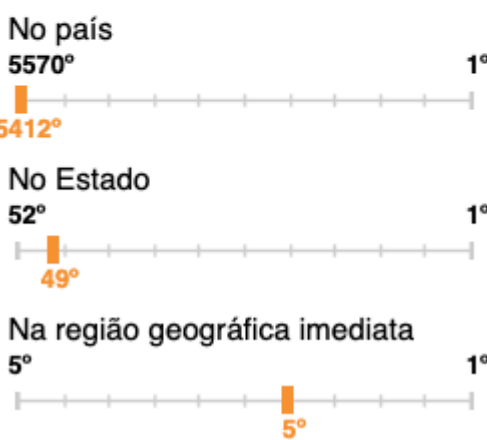 No país
5570º 1º
5412º
No Estado
52º 1º
49º
Na região geográfica imediata
5º 1º
5º